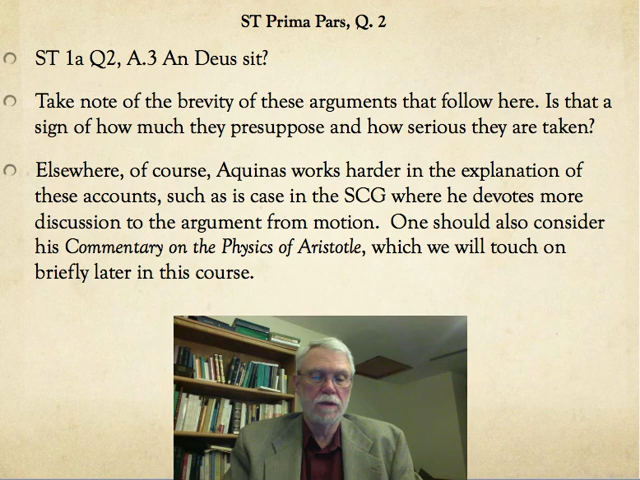 ST Prima Pars, Q. 2
ST 1a Q2, A.3 An Deus sit?
Take note of the brevity of these arguments that follow here. Is that a
sign of how much they presuppose and how serious they are taken?
Elsewhere, of course, Aquinas works harder in the explanation of
these accounts, such as is case in the SCG where he devotes more
discussion to the argument from motion.  One should also consider
his Commentary on the Physics of Aristotle, which we will touch on
briefly later in this course.